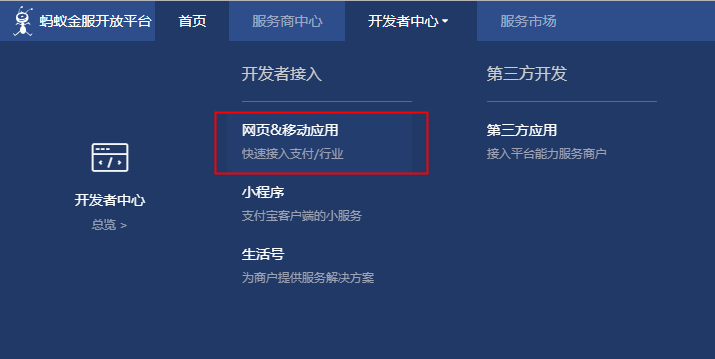 蚂蚁金服开放平台 首页 服务商中心 开发者中心 服务市场
开发者接入
第三方开发
网页&移动应用
快速接入支付/行业
第三方应用
接入平台能力服务商户
开发者中心
总览 >
小程序
支付宝客户端的小服务
生活号
为商户提供服务解决方案